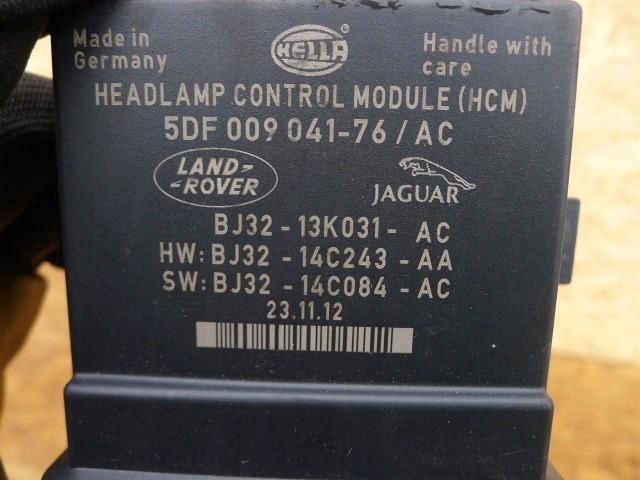 Made in
Germany
HELLA
Handle with
care
HEADLAMP CONTROL MODULE (HCM)
5DF 009 041-76 / AC
LAND-
-ROVER
JAGUAR
BJ32 - 13K031 - AC
HW: BJ32 - 14C243 - AA
SW: BJ32 - 14C084 - AC
23.11.12